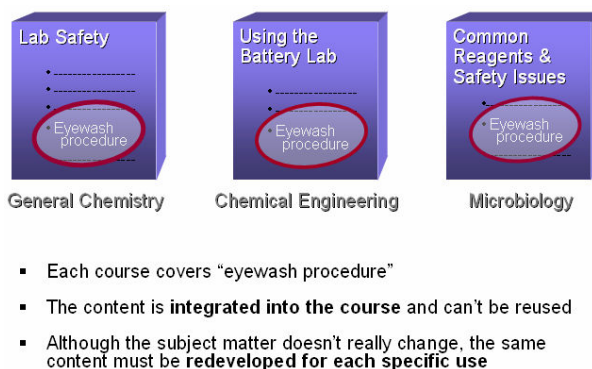 Lab Safety
Using the
Battery Lab
Common
Reagents &
Safety Issues
Eyewash
procedure
Eyewash
procedure
Eyewash
procedure
General Chemistry
Chemical Engineering
Microbiology
▪ Each course covers “eyewash procedure”
▪ The content is integrated into the course and can’t be reused
▪ Although the subject matter doesn’t really change, the same
content must be redeveloped for each specific use